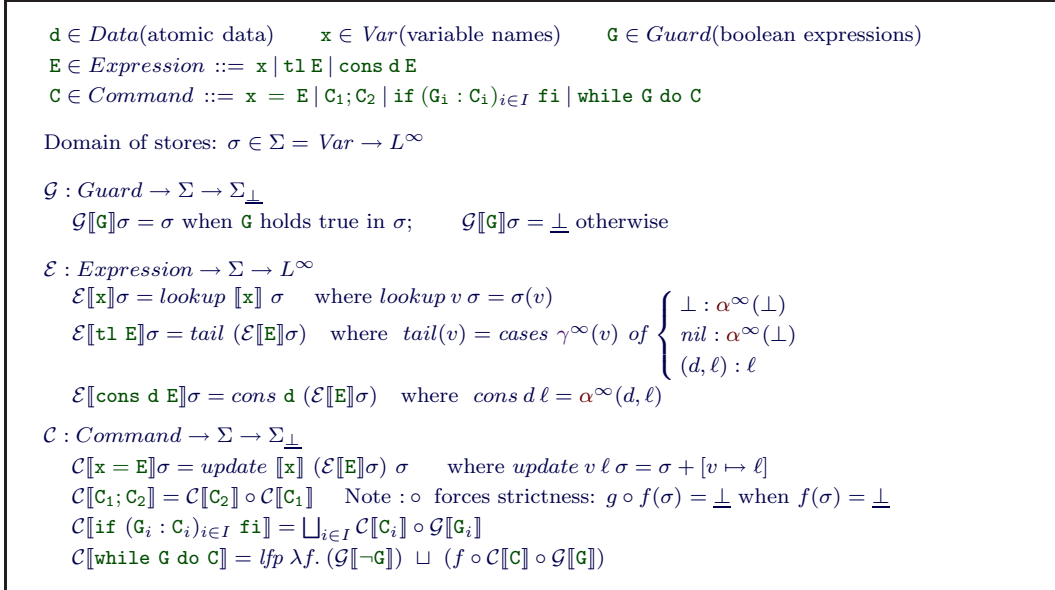 d ∈ Data(atomic data)    x ∈ Var(variable names)    G ∈ Guard(boolean expressions)
E ∈ Expression ::= x | tl E | cons d E
C ∈ Command ::= x = E | C₁;C₂ | if (Gᵢ : Cᵢ)ᵢ∈I fi | while G do C
Domain of stores: σ ∈ Σ = Var → L^∞
𝒢 : Guard → Σ → Σ_⊥
𝒢⟦G⟧σ = σ when G holds true in σ;    𝒢⟦G⟧σ = ⊥ otherwise
ℰ : Expression → Σ → L^∞
ℰ⟦x⟧σ = lookup ⟦x⟧ σ    where lookup v σ = σ(v)
ℰ⟦tl E⟧σ = tail (ℰ⟦E⟧σ)    where tail(v) = cases γ^∞(v) of {
⊥ : α^∞(⊥)
nil : α^∞(⊥)
(d, ℓ) : ℓ
ℰ⟦cons d E⟧σ = cons d (ℰ⟦E⟧σ)    where cons d ℓ = α^∞(d, ℓ)
𝒞 : Command → Σ → Σ_⊥
𝒞⟦x = E⟧σ = update ⟦x⟧ (ℰ⟦E⟧σ) σ    where update v ℓ σ = σ + [v ↦ ℓ]
𝒞⟦C₁;C₂⟧ = 𝒞⟦C₂⟧ ∘ 𝒞⟦C₁⟧    Note : ∘ forces strictness: g ∘ f(σ) = ⊥ when f(σ) = ⊥
𝒞⟦if (Gᵢ : Cᵢ)ᵢ∈I fi⟧ = ⨆ᵢ∈I 𝒞⟦Cᵢ⟧ ∘ 𝒢⟦Gᵢ⟧
𝒞⟦while G do C⟧ = lfp λf. (𝒢⟦¬G⟧) ⊔ (f ∘ 𝒞⟦C⟧ ∘ 𝒢⟦G⟧)